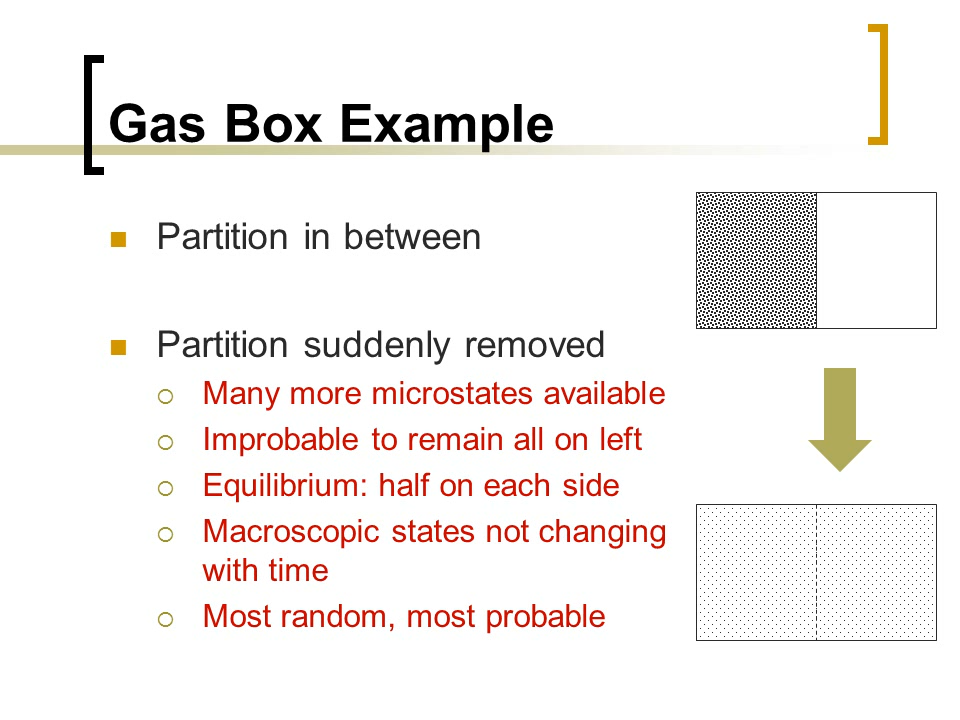 Gas Box Example
Partition in between
Partition suddenly removed
Many more microstates available
Improbable to remain all on left
Equilibrium: half on each side
Macroscopic states not changing
with time
Most random, most probable